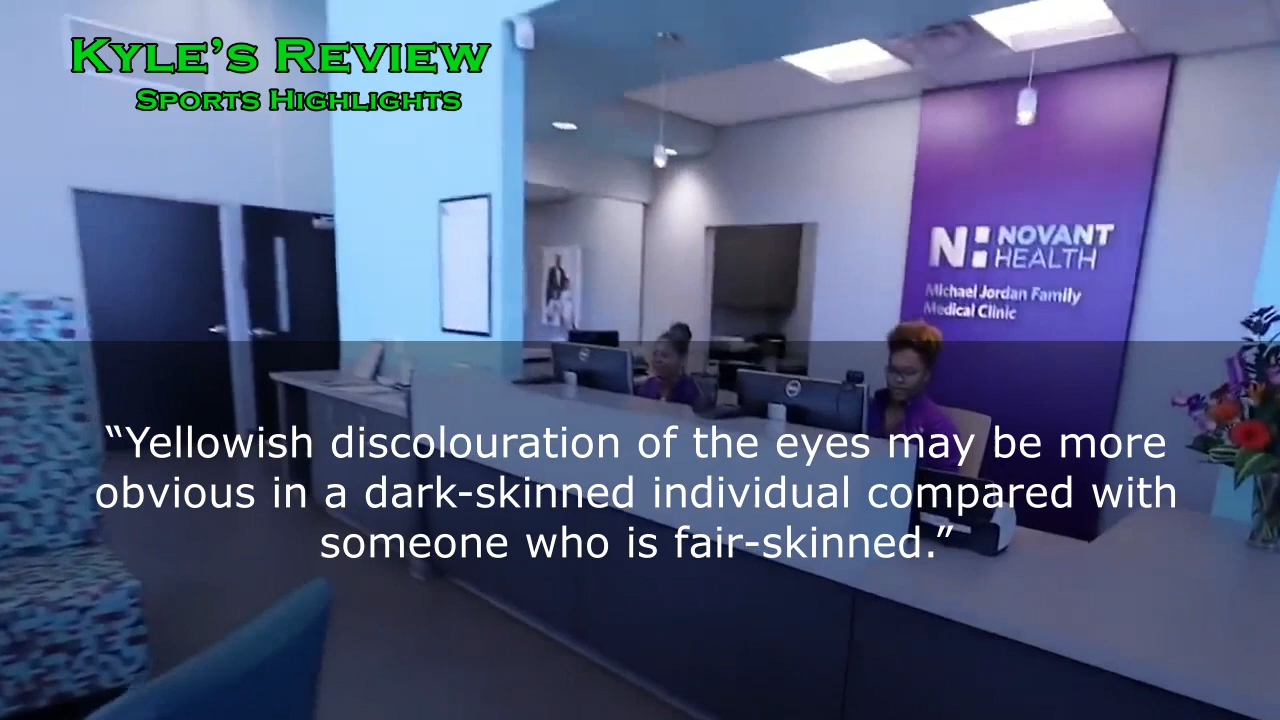 Kyle's Review
Sports Highlights
NOVANT
HEALTH
Michael Jordan Family
Medical Clinic
“Yellowish discolouration of the eyes may be more
obvious in a dark-skinned individual compared with
someone who is fair-skinned.”